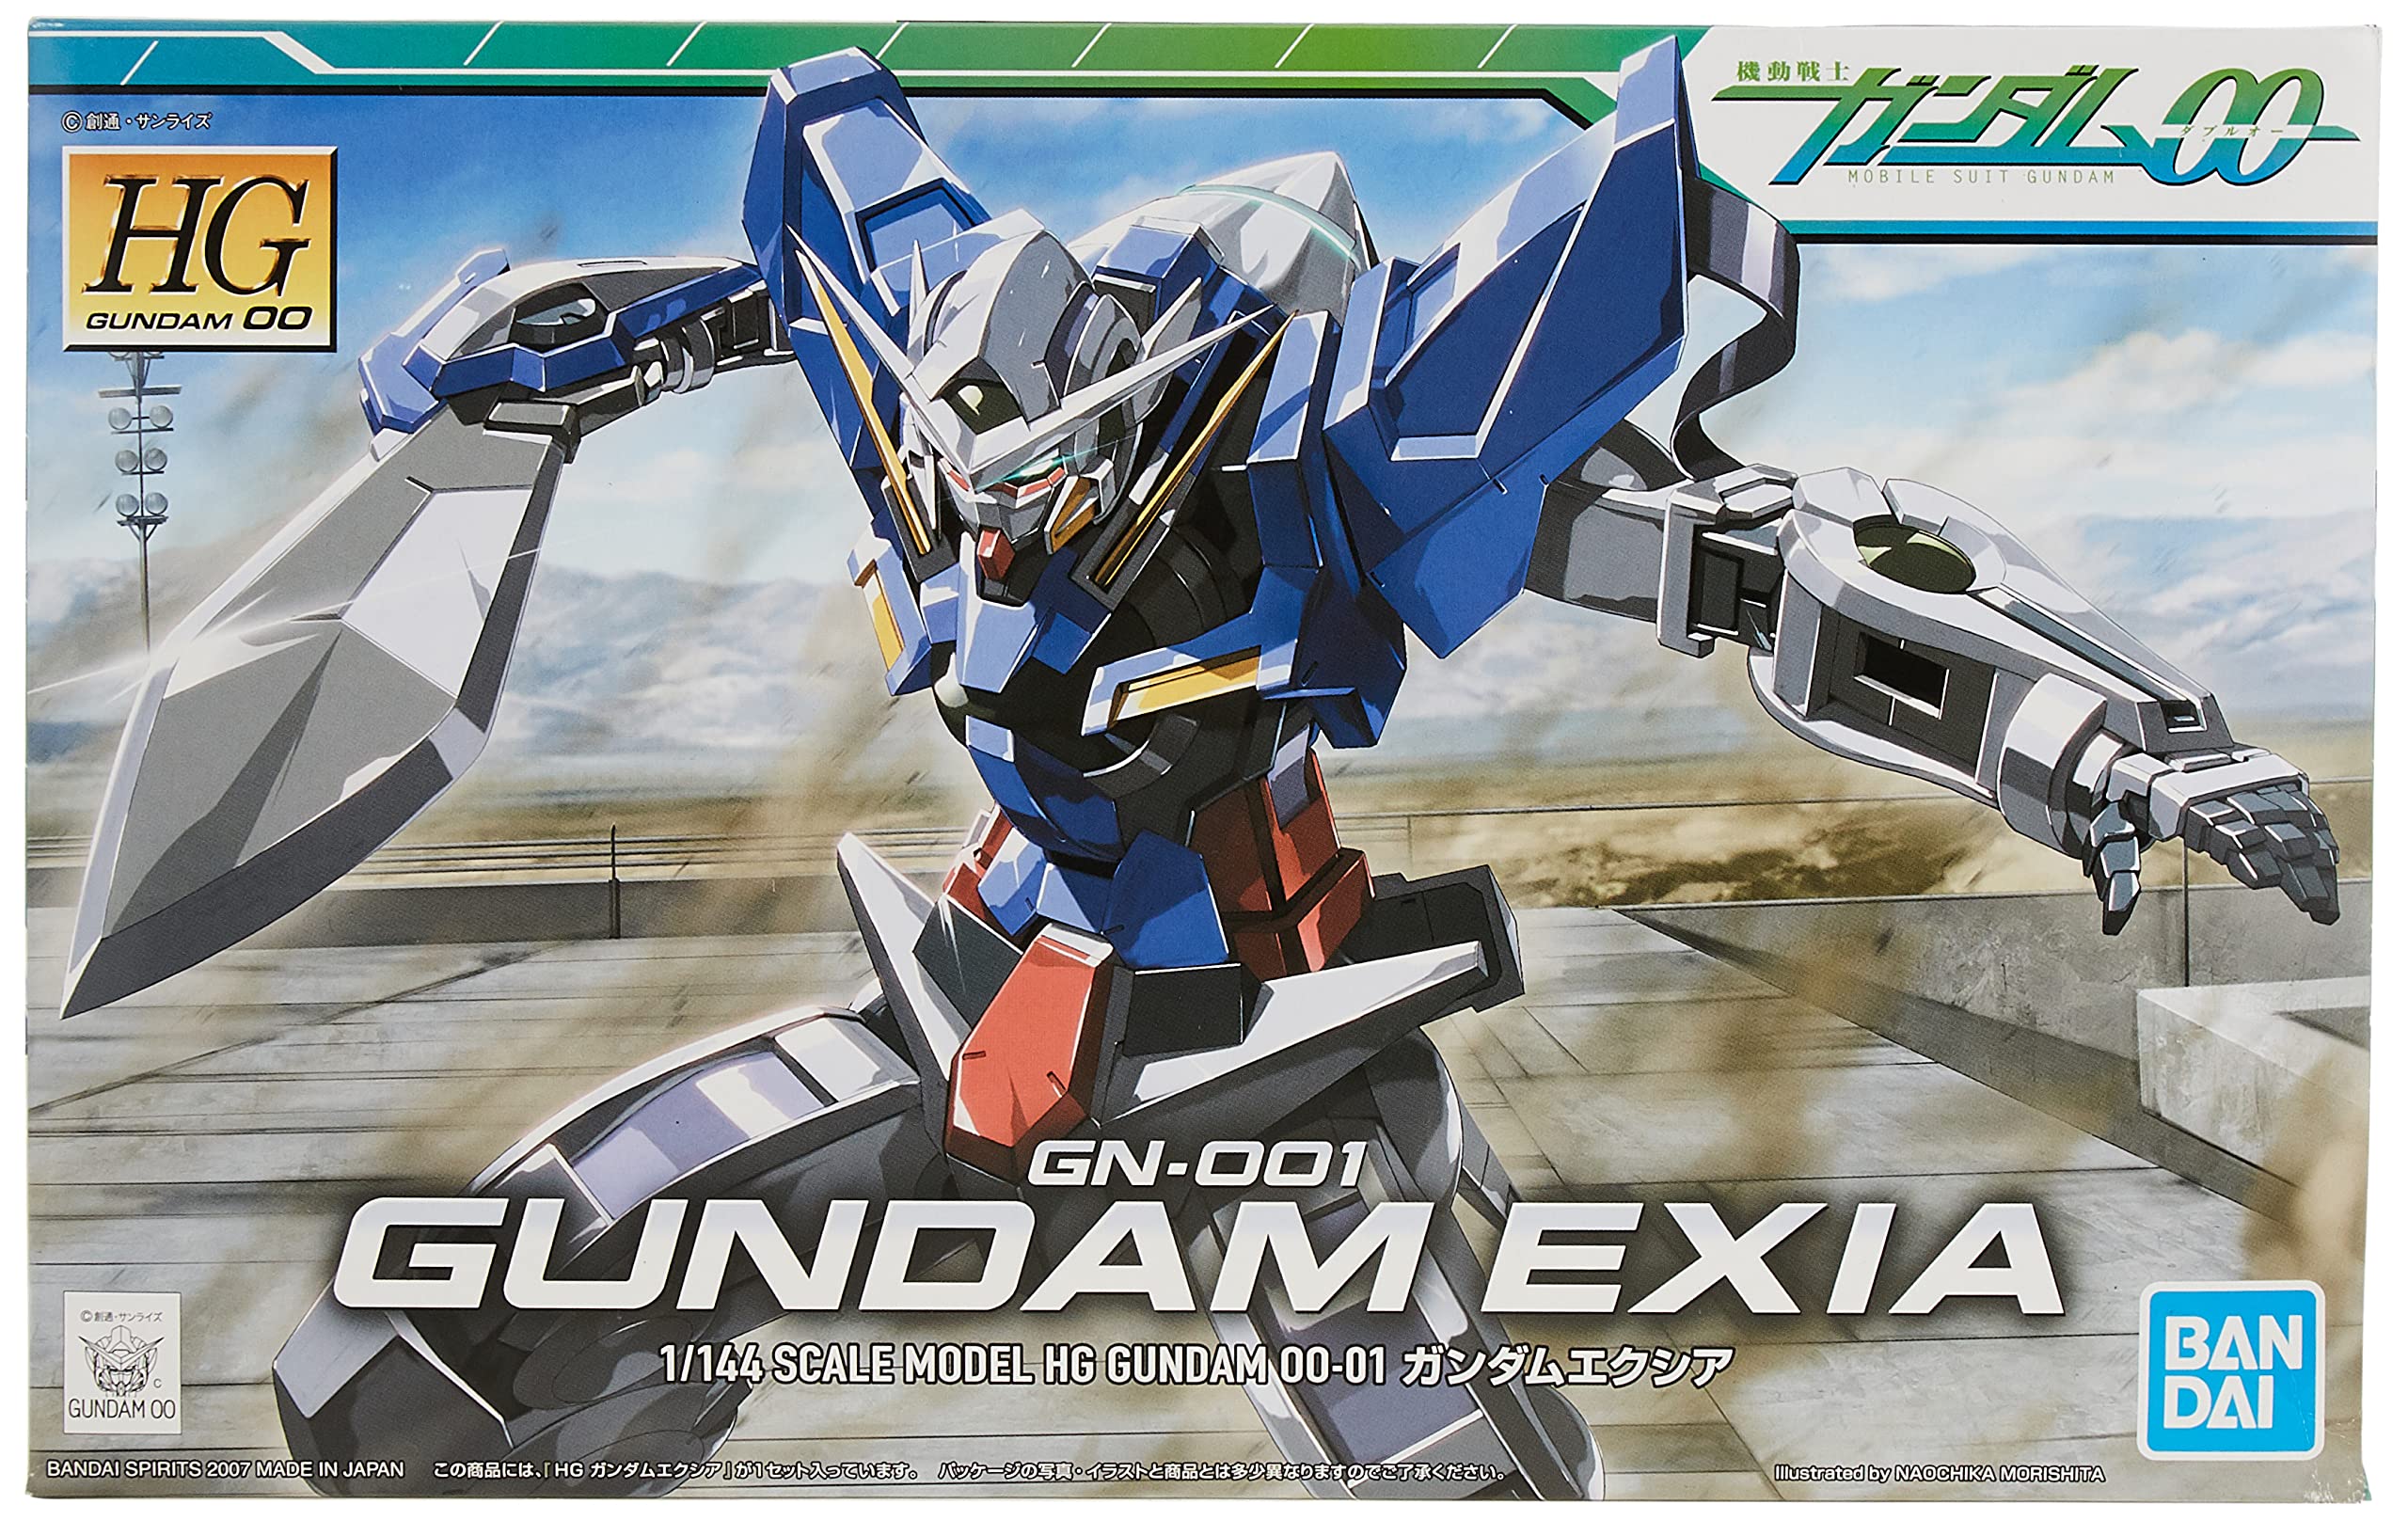 ©創通・サンライズ
HG
GUNDAM 00
機動戦士
ガンダム00
ダブルオー
MOBILE SUIT GUNDAM
GN-001
GUNDAM EXIA
1/144 SCALE MODEL HG GUNDAM 00-01 ガンダムエクシア
©創通・サンライズ
C
GUNDAM 00
BAN
DAI
BANDAI SPIRITS 2007 MADE IN JAPAN この商品には、「HG ガンダムエクシア」が1セット入っています。 パッケージの写真・イラストと商品とは多少異なりますのでご了承ください。
Illustrated by NAOCHIKA MORISHITA